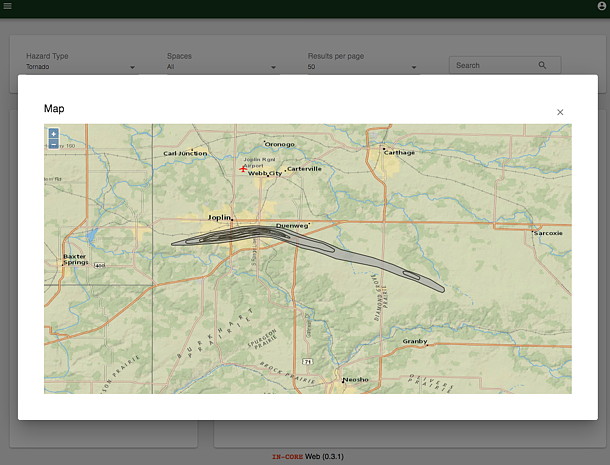 Hazard Type
Tornado
Spaces
All
Results per page
50
Search
Map
+
−
Oronogo
Carl Junction
Joplin Rgnl
Airport
Webb City
Carterville
Carthage
Joplin
Duenweg
Sarcoxie
Baxter
Springs
400
DIAMOND GROVE
PRAIRIE
BURKHART
PRAIRIE
SPURGEON
PRAIRIE
Granby
71
BROCK PRAIRIE
Neosho
OLIVERS
PRAIRIE
PRAIRIE
IN-CORE Web (0.3.1)